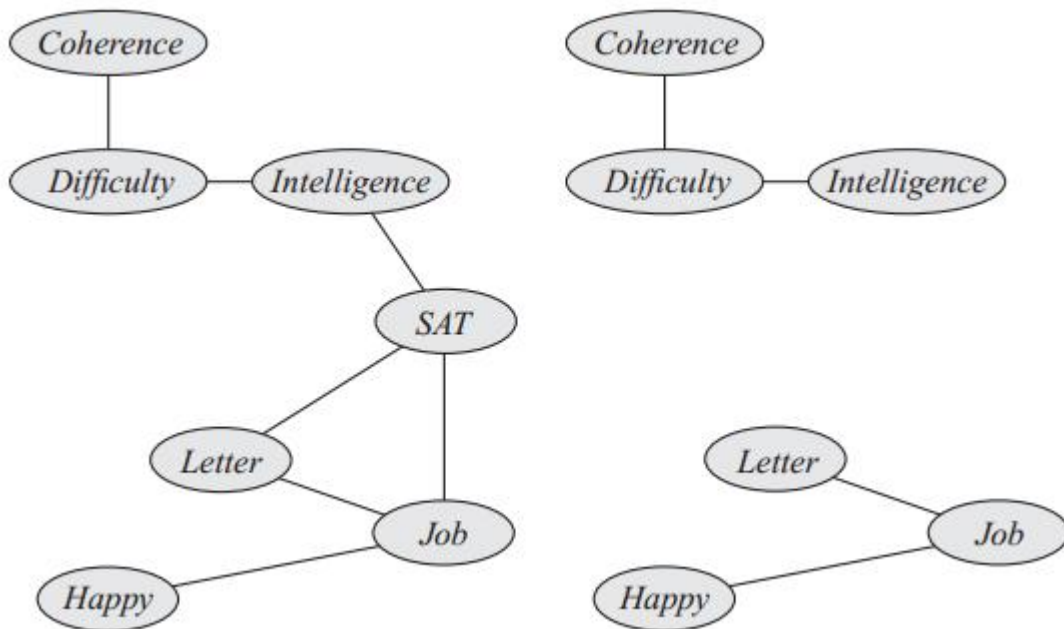 Coherence
Difficulty
Intelligence
SAT
Letter
Job
Happy
Coherence
Difficulty
Intelligence
Letter
Job
Happy